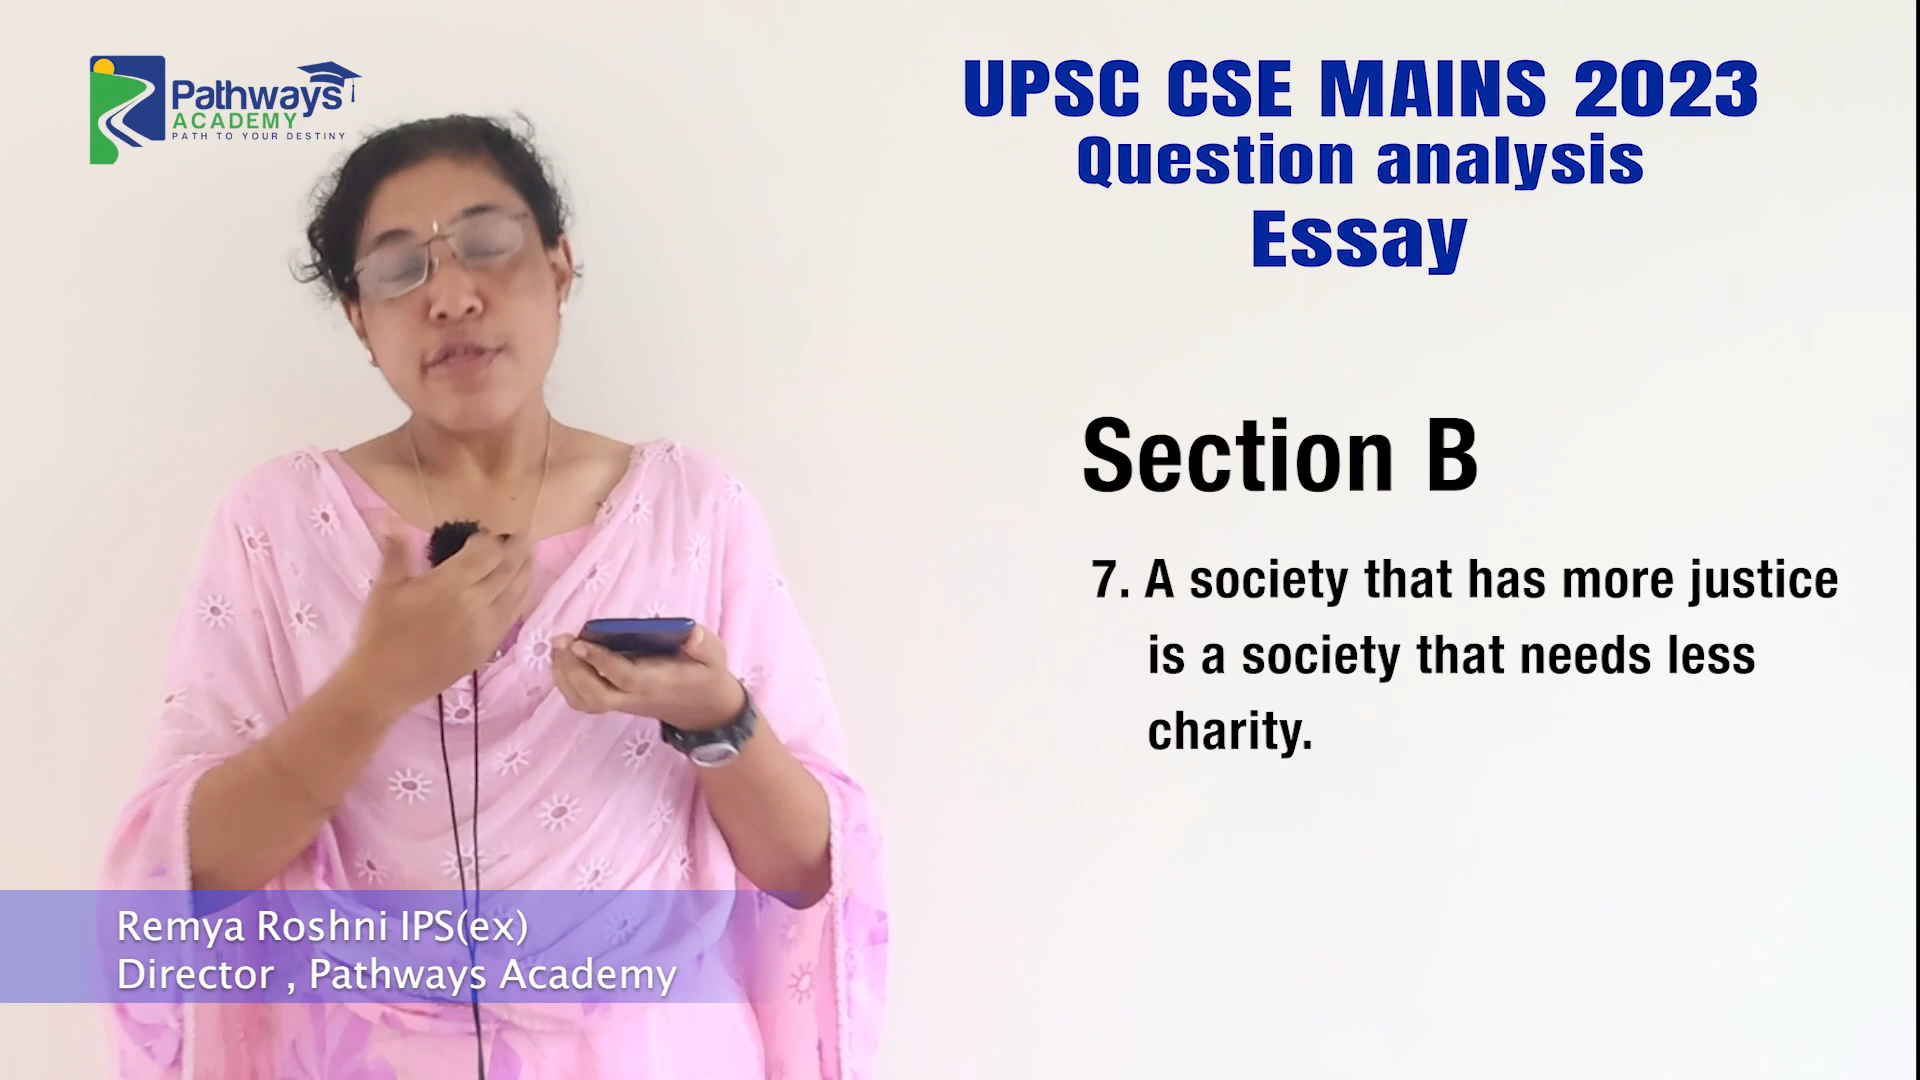 Pathways
ACADEMY
PATH TO YOUR DESTINY
UPSC CSE MAINS 2023
Question analysis
Essay
Section B
7. A society that has more justice
is a society that needs less
charity.
Remya Roshni IPS(ex)
Director , Pathways Academy